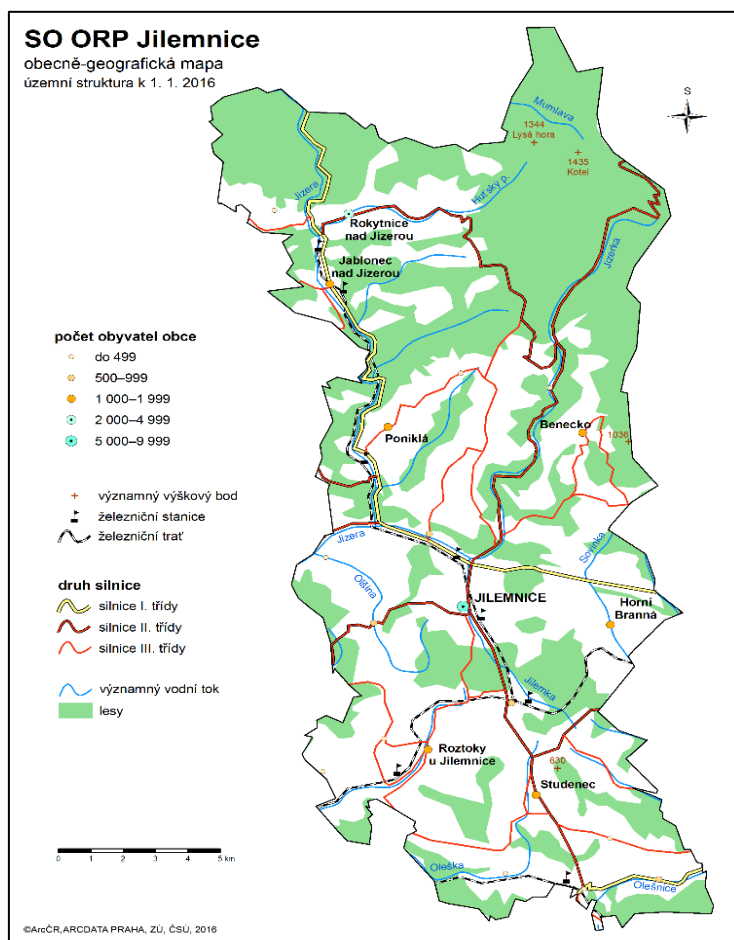 SO ORP Jilemnice
obecně-geografická mapa
územní struktura k 1. 1. 2016
S
Mumlava
1344
Lysá hora
1435
Kotel
Jizera
Huťský p.
Rokytnice
nad Jizerou
Jizerka
Jablonec
nad Jizerou
počet obyvatel obce
do 499
500–999
1 000–1 999
2 000–4 999
5 000–9 999
Benecko
1036
Poniklá
významný výškový bod
železniční stanice
železniční trať
Jizera
Sovinka
Olšina
druh silnice
silnice I. třídy
silnice II. třídy
silnice III. třídy
JILEMNICE
Horní
Branná
významný vodní tok
lesy
Jilemka
Roztoky
u Jilemnice
630
Studenec
0 1 2 3 4 5 km
Oleška
Olešnice
©ArcČR,ARCDATA PRAHA, ZÚ, ČSÚ, 2016